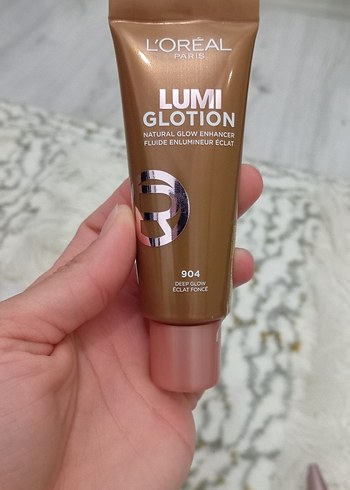 L'ORÉAL
PARIS
LUMI
GLOTION
NATURAL GLOW ENHANCER
FLUIDE ENLUMINEUR ÉCLAT
904
DEEP GLOW
ÉCLAT FONCÉ